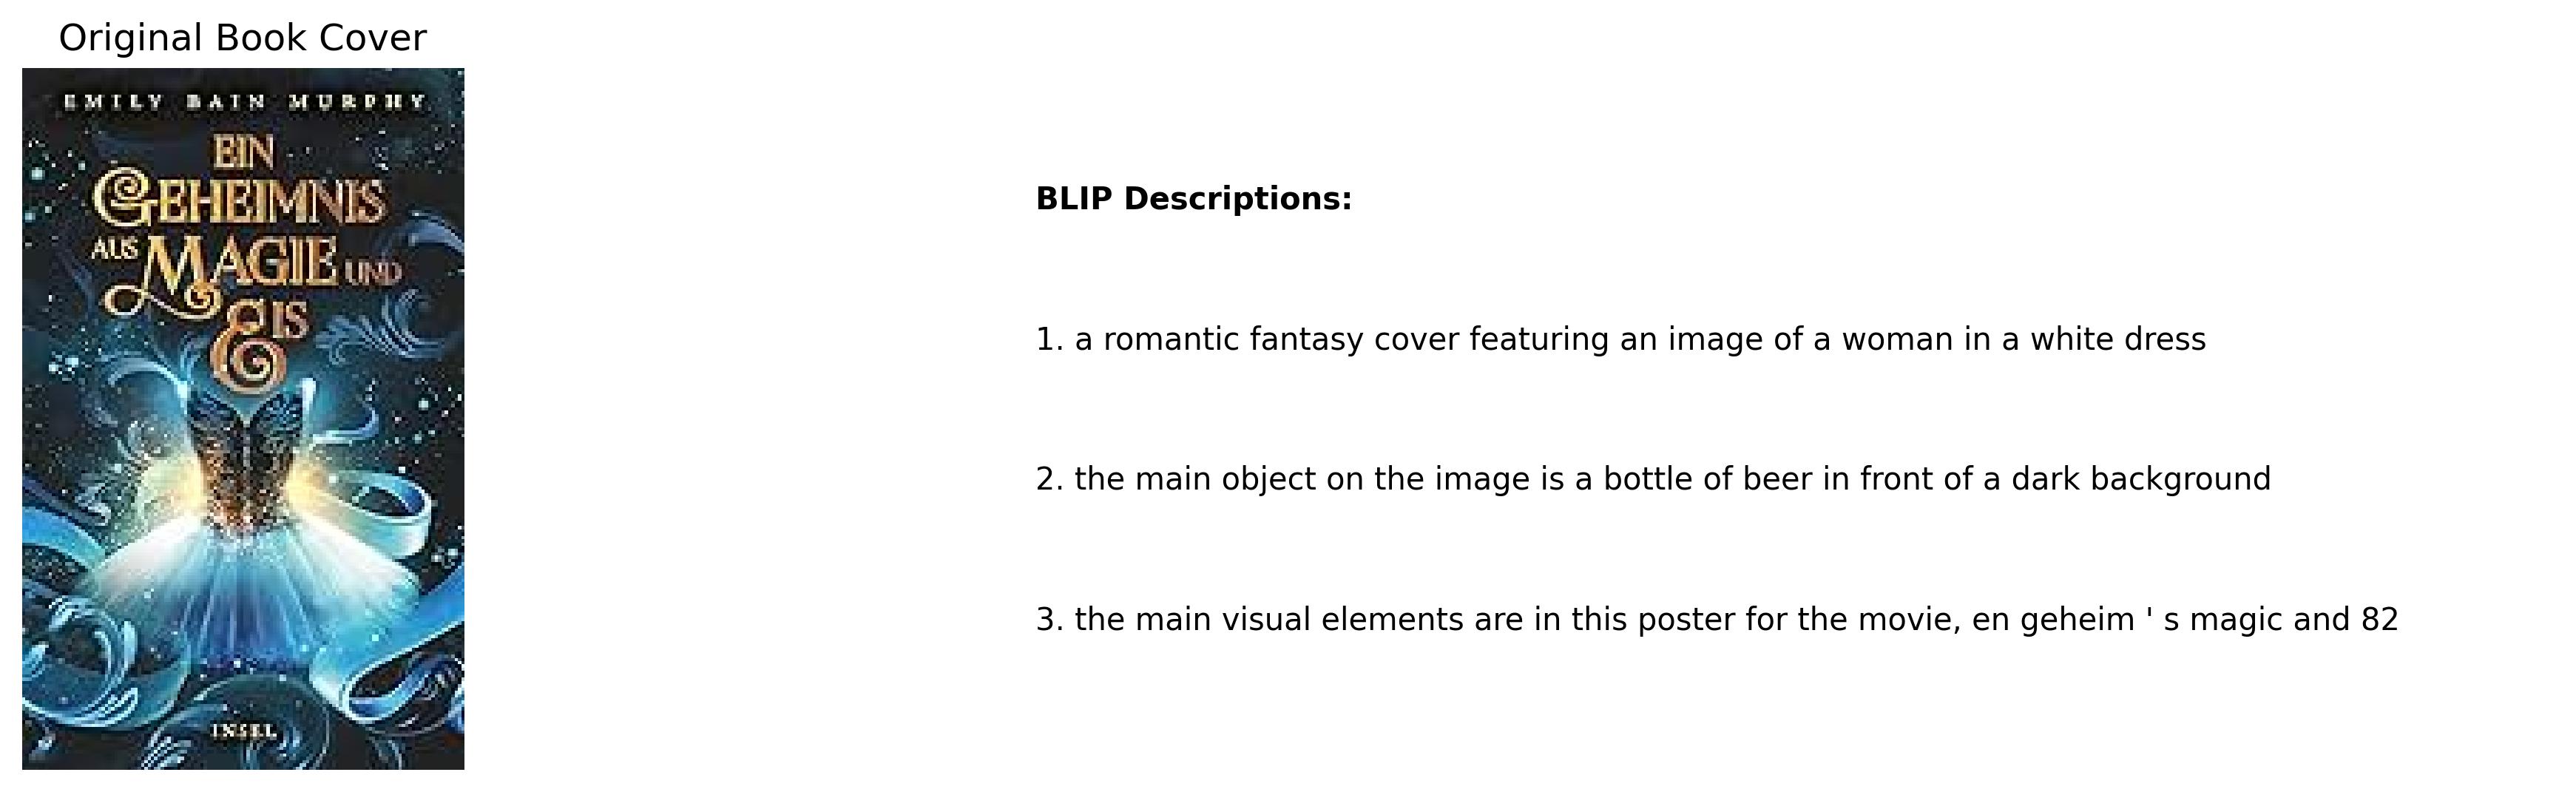 Original Book Cover
EMILY BAIN MURPHY
EIN
GEHEIMNIS
AUS MAGIE UND
EIS
INSEL
BLIP Descriptions:
1. a romantic fantasy cover featuring an image of a woman in a white dress
2. the main object on the image is a bottle of beer in front of a dark background
3. the main visual elements are in this poster for the movie, en geheim ' s magic and 82